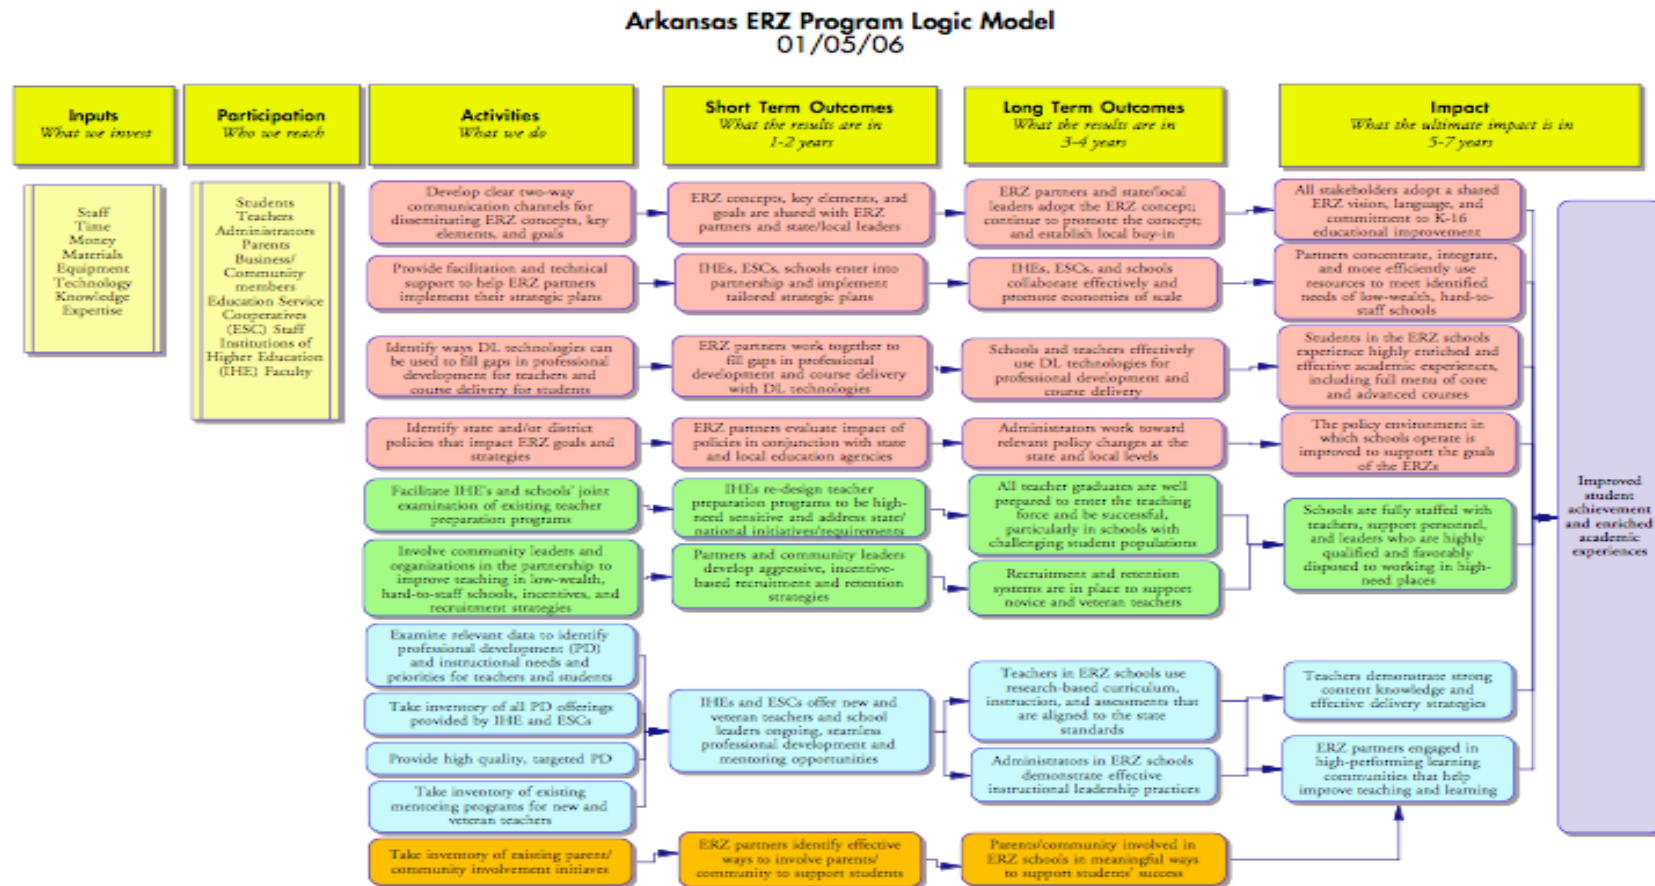 Arkansas ERZ Program Logic Model
01/05/06
Inputs
What we invest
Participation
Who we reach
Activities
What we do
Short Term Outcomes
What the results are in
1-2 years
Long Term Outcomes
What the results are in
3-4 years
Impact
What the ultimate impact is in
5-7 years
Staff
Time
Money
Materials
Equipment
Technology
Knowledge
Expertise
Students
Teachers
Administrators
Parents
Business/
Community
members
Education Service
Cooperatives
(ESC) Staff
Institutions of
Higher Education
(IHE) Faculty
Develop clear two-way
communication channels for
disseminating ERZ concepts, key
elements, and goals
ERZ concepts, key elements, and
goals are shared with ERZ
partners and state/local leaders
ERZ partners and state/local
leaders adopt the ERZ concept;
continue to promote the concept;
and establish local buy-in
All stakeholders adopt a shared
ERZ vision, language, and
commitment to K-16
educational improvement
Provide facilitation and technical
support to help ERZ partners
implement their strategic plans
IHEs, ESCs, schools enter into
partnership and implement
tailored strategic plans
IHEs, ESCs, and schools
collaborate effectively and
promote economies of scale
Partners concentrate, integrate,
and more efficiently use
resources to meet identified
needs of low-wealth, hard-to-
staff schools
Identify ways DL technologies can
be used to fill gaps in professional
development for teachers and
course delivery for students
ERZ partners work together to
fill gaps in professional
development and course delivery
with DL technologies
Schools and teachers effectively
use DL technologies for
professional development and
course delivery
Students in the ERZ schools
experience highly enriched and
effective academic experiences,
including full menu of core
and advanced courses
Identify state and/or district
policies that impact ERZ goals and
strategies
ERZ partners evaluate impact of
policies in conjunction with state
and local education agencies
Administrators work toward
relevant policy changes at the
state and local levels
The policy environment in
which schools operate is
improved to support the goals
of the ERZs
Facilitate IHE's and schools' joint
examination of existing teacher
preparation programs
IHEs re-design teacher
preparation programs to be high-
need sensitive and address state/
national initiatives/requirements
All teacher graduates are well
prepared to enter the teaching
force and be successful,
particularly in schools with
challenging student populations
Schools are fully staffed with
teachers, support personnel,
and leaders who are highly
qualified and favorably
disposed to working in high-
need places
Involve community leaders and
organizations in the partnership to
improve teaching in low-wealth,
hard-to-staff schools, incentives, and
recruitment strategies
Partners and community leaders
develop aggressive, incentive-
based recruitment and retention
strategies
Recruitment and retention
systems are in place to support
novice and veteran teachers
Examine relevant data to identify
professional development (PD)
and instructional needs and
priorities for teachers and students
Take inventory of all PD offerings
provided by IHE and ESCs
Provide high quality, targeted PD
Take inventory of existing
mentoring programs for new and
veteran teachers
IHEs and ESCs offer new and
veteran teachers and school
leaders ongoing, seamless
professional development and
mentoring opportunities
Teachers in ERZ schools use
research-based curriculum,
instruction, and assessments that
are aligned to the state
standards
Administrators in ERZ schools
demonstrate effective
instructional leadership practices
Teachers demonstrate strong
content knowledge and
effective delivery strategies
ERZ partners engaged in
high-performing learning
communities that help
improve teaching and learning
Take inventory of existing parent/
community involvement initiaves
ERZ partners identify effective
ways to involve parents/
community to support students
Parents/community involved in
ERZ schools in meaningful ways
to support students' success
Improved
student
achievement
and enriched
academic
experiences